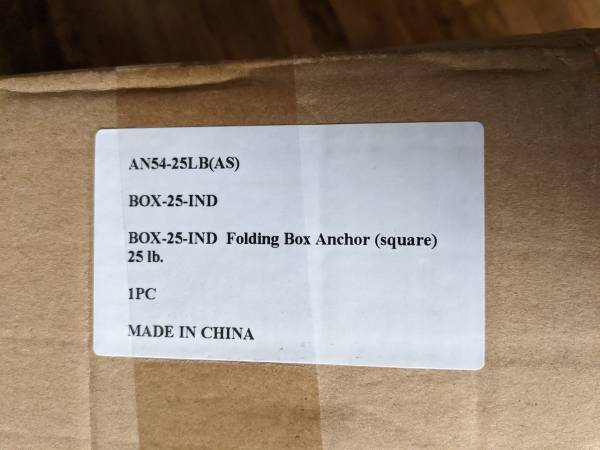 AN54-25LB(AS)
BOX-25-IND
BOX-25-IND Folding Box Anchor (square)
25 lb.
1PC
MADE IN CHINA